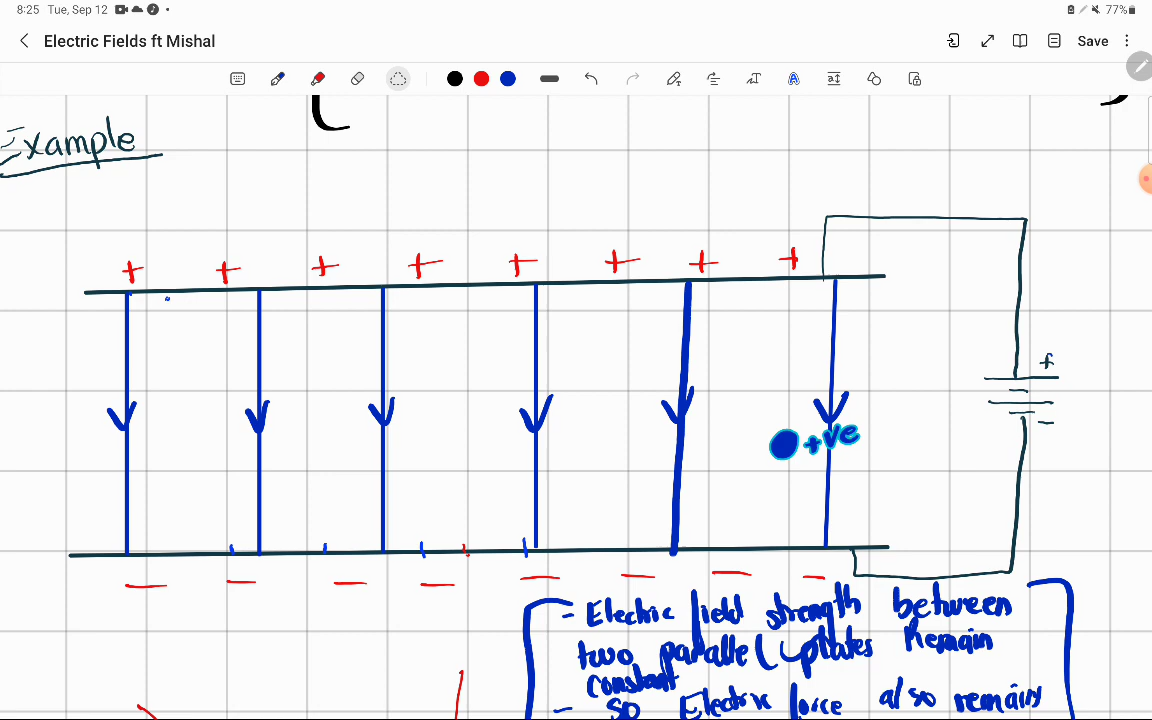 8:25 Tue, Sep 12
77%
Electric Fields ft Mishal
Save
Example
+ + + + + + + +
+
−
+ve
− − − − − − − −
= Electric field strength between
two parallel plates Remain
constant
− so Electric force also remains